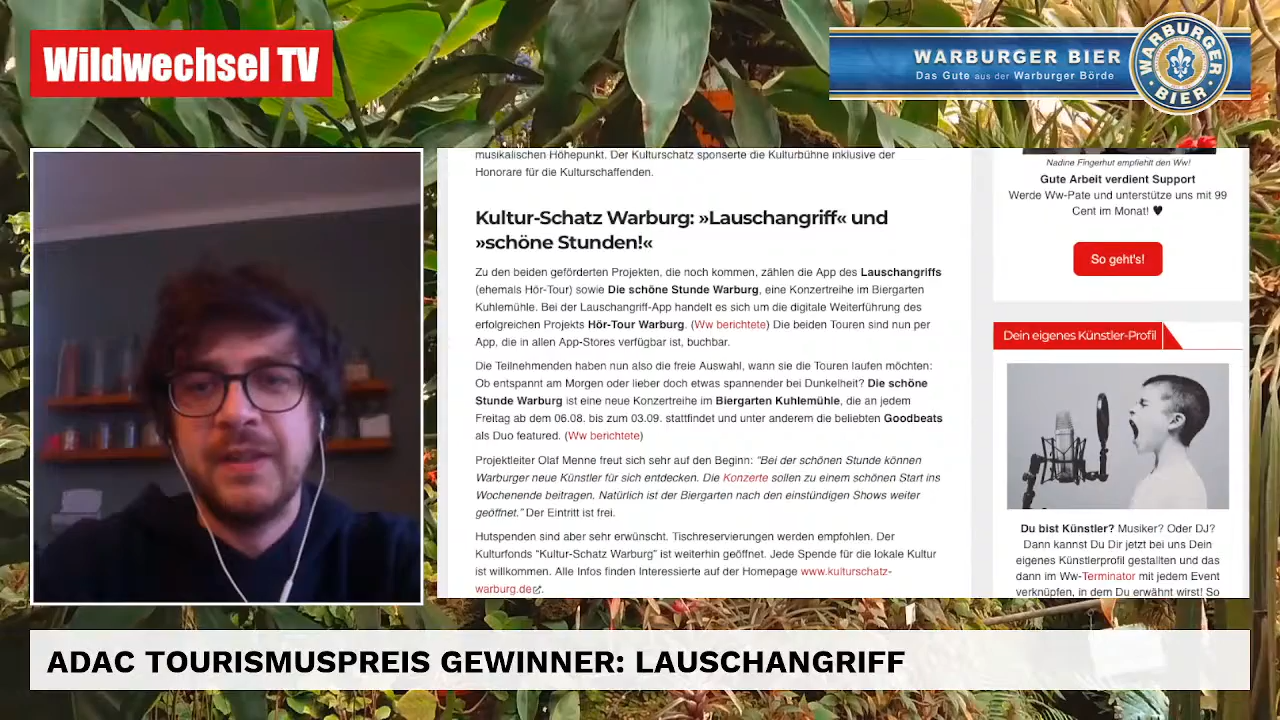 Wildwechsel TV
WARBURGER BIER
Das Gute aus der Warburger Börde
WARBURGER
BIER
musikalischen Höhepunkt. Der Kulturschatz sponserte die Kulturbühne inklusive der
Honorare für die Kulturschaffenden.
Kultur-Schatz Warburg: »Lauschangriff« und
»schöne Stunden!«
Zu den beiden geförderten Projekten, die noch kommen, zählen die App des Lauschangriffs
(ehemals Hör-Tour) sowie Die schöne Stunde Warburg, eine Konzertreihe im Biergarten
Kuhlemühle. Bei der Lauschangriff-App handelt es sich um die digitale Weiterführung des
erfolgreichen Projekts Hör-Tour Warburg. (Ww berichtete) Die beiden Touren sind nun per
App, die in allen App-Stores verfügbar ist, buchbar.
Die Teilnehmenden haben nun also die freie Auswahl, wann sie die Touren laufen möchten:
Ob entspannt am Morgen oder lieber doch etwas spannender bei Dunkelheit? Die schöne
Stunde Warburg ist eine neue Konzertreihe im Biergarten Kuhlemühle, die an jedem
Freitag ab dem 06.08. bis zum 03.09. stattfindet und unter anderem die beliebten Goodbeats
als Duo featured. (Ww berichtete)
Projektleiter Olaf Menne freut sich sehr auf den Beginn: "Bei der schönen Stunde können
Warburger neue Künstler für sich entdecken. Die Konzerte sollen zu einem schönen Start ins
Wochenende beitragen. Natürlich ist der Biergarten nach den einstündigen Shows weiter
geöffnet." Der Eintritt ist frei.
Hutspenden sind aber sehr erwünscht. Tischreservierungen werden empfohlen. Der
Kulturfonds "Kultur-Schatz Warburg" ist weiterhin geöffnet. Jede Spende für die lokale Kultur
ist willkommen. Alle Infos finden Interessierte auf der Homepage www.kulturschatz-
warburg.de.
Nadine Fingerhut empfiehlt den Ww!
Gute Arbeit verdient Support
Werde Ww-Pate und unterstütze uns mit 99
Cent im Monat! ♥
So geht's!
Dein eigenes Künstler-Profil
Du bist Künstler? Musiker? Oder DJ?
Dann kannst Du Dir jetzt bei uns Dein
eigenes Künstlerprofil gestallten und das
dann im Ww-Terminator mit jedem Event
verknüpfen, in dem Du erwähnt wirst! So
ADAC TOURISMUSPREIS GEWINNER: LAUSCHANGRIFF